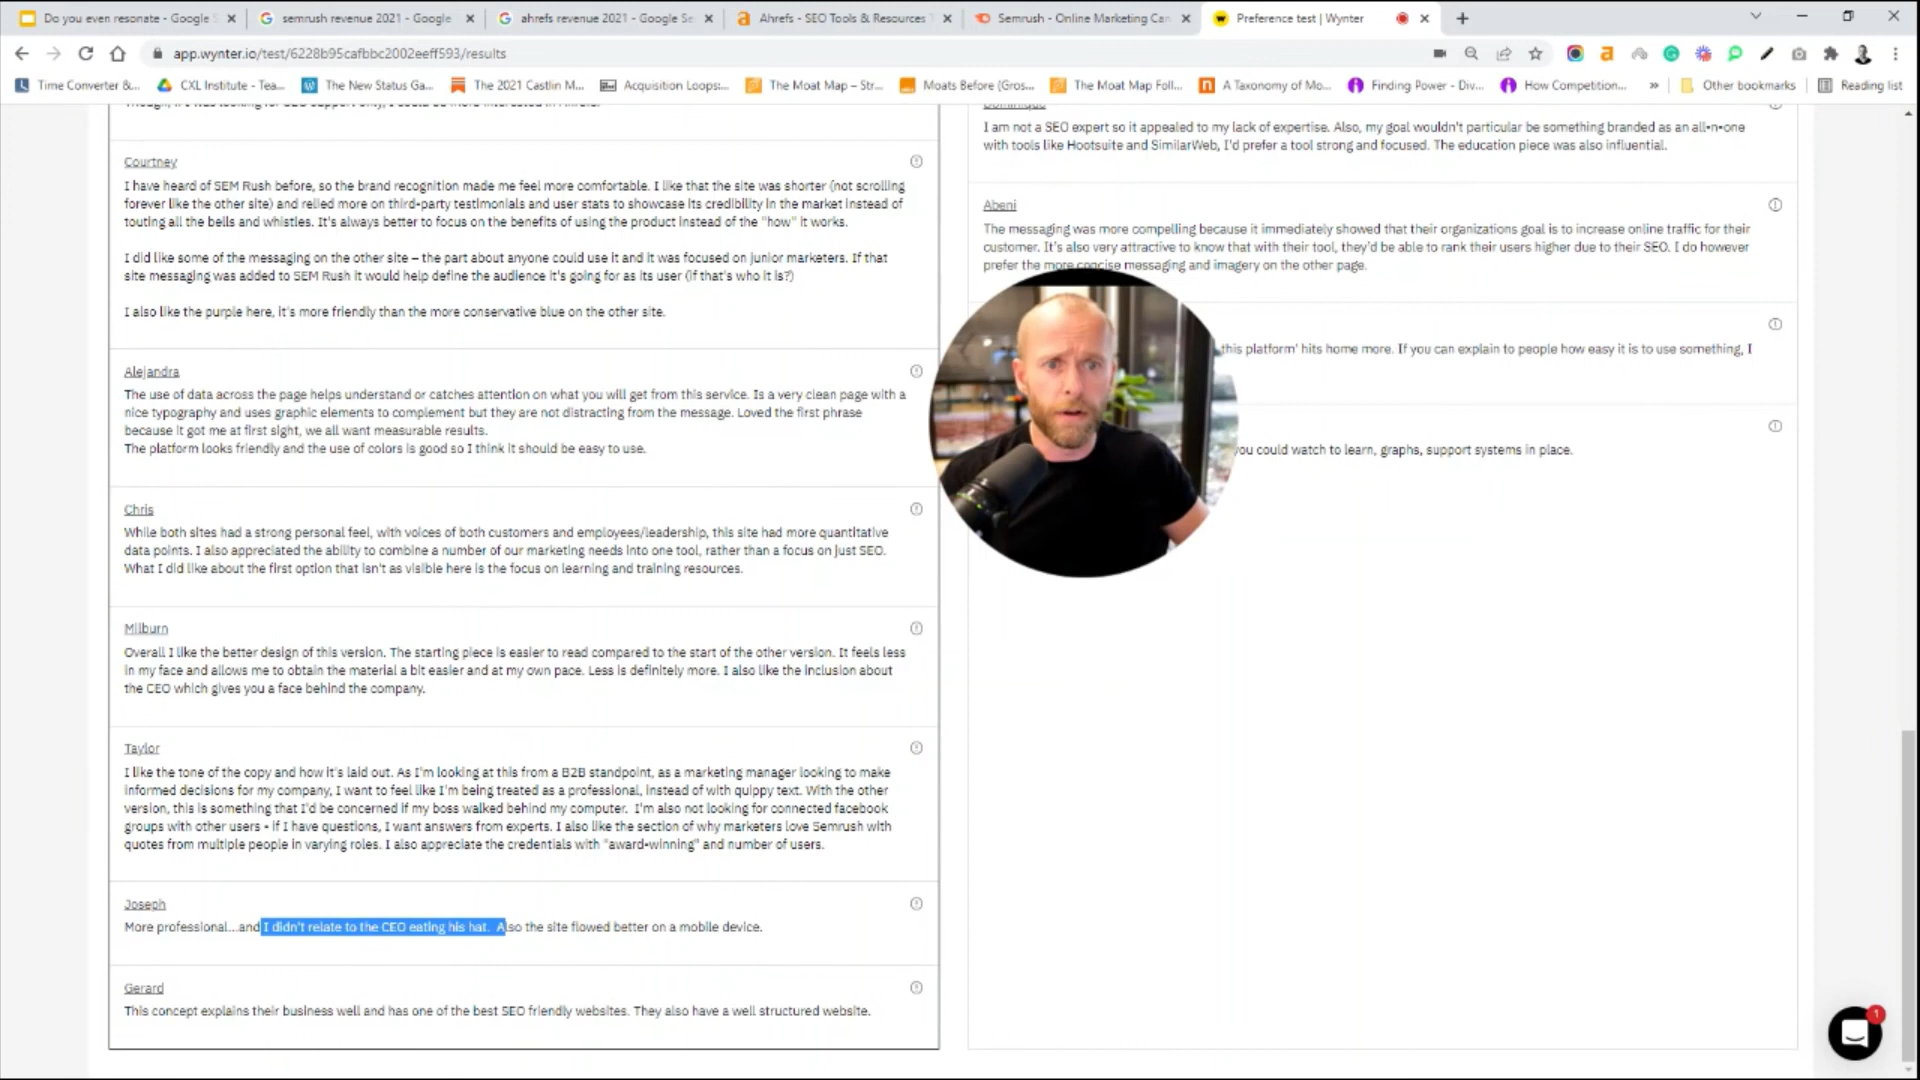 Do you even resonate - Google S
semrush revenue 2021 - Google
ahrefs revenue 2021 - Google Se
Ahrefs - SEO Tools & Resources T
Semrush - Online Marketing Can
Preference test | Wynter
app.wynter.io/test/6228b95cafbbc2002eeff593/results
Time Converter &...
CXL Institute - Tea...
The New Status Ga...
The 2021 Castlin M...
Acquisition Loops:...
The Moat Map – Str...
Moats Before (Gros...
The Moat Map Foll...
A Taxonomy of Mo...
Finding Power - Div...
How Competition...
»
Other bookmarks
Reading list
Courtney
I have heard of SEM Rush before, so the brand recognition made me feel more comfortable. I like that the site was shorter (not scrolling
forever like the other site) and relied more on third-party testimonials and user stats to showcase its credibility in the market instead of
touting all the bells and whistles. It's always better to focus on the benefits of using the product instead of the "how" it works.
I did like some of the messaging on the other site – the part about anyone could use it and it was focused on junior marketers. If that
site messaging was added to SEM Rush it would help define the audience it's going for as its user (if that's who it is?)
I also like the purple here, it's more friendly than the more conservative blue on the other site.
Alejandra
The use of data across the page helps understand or catches attention on what you will get from this service. Is a very clean page with a
nice typography and uses graphic elements to complement but they are not distracting from the message. Loved the first phrase
because it got me at first sight, we all want measurable results.
The platform looks friendly and the use of colors is good so I think it should be easy to use.
Chris
While both sites had a strong personal feel, with voices of both customers and employees/leadership, this site had more quantitative
data points. I also appreciated the ability to combine a number of our marketing needs into one tool, rather than a focus on just SEO.
What I did like about the first option that isn't as visible here is the focus on learning and training resources.
Milburn
Overall I like the better design of this version. The starting piece is easier to read compared to the start of the other version. It feels less
in my face and allows me to obtain the material a bit easier and at my own pace. Less is definitely more. I also like the inclusion about
the CEO which gives you a face behind the company.
Taylor
I like the tone of the copy and how it's laid out. As I'm looking at this from a B2B standpoint, as a marketing manager looking to make
informed decisions for my company, I want to feel like I'm being treated as a professional, instead of with quippy text. With the other
version, this is something that I'd be concerned if my boss walked behind my computer. I'm also not looking for connected facebook
groups with other users - if I have questions, I want answers from experts. I also like the section of why marketers love Semrush with
quotes from multiple people in varying roles. I also appreciate the credentials with "award-winning" and number of users.
Joseph
More professional...and I didn't relate to the CEO eating his hat. Also the site flowed better on a mobile device.
Gerard
This concept explains their business well and has one of the best SEO friendly websites. They also have a well structured website.
Dominique
I am not a SEO expert so it appealed to my lack of expertise. Also, my goal wouldn't particular be something branded as an all-n-one
with tools like Hootsuite and SimilarWeb, I'd prefer a tool strong and focused. The education piece was also influential.
Abeni
The messaging was more compelling because it immediately showed that their organizations goal is to increase online traffic for their
customer. It's also very attractive to know that with their tool, they'd be able to rank their users higher due to their SEO. I do however
prefer the more concise messaging and imagery on the other page.
this platform' hits home more. If you can explain to people how easy it is to use something, I
you could watch to learn, graphs, support systems in place.
1